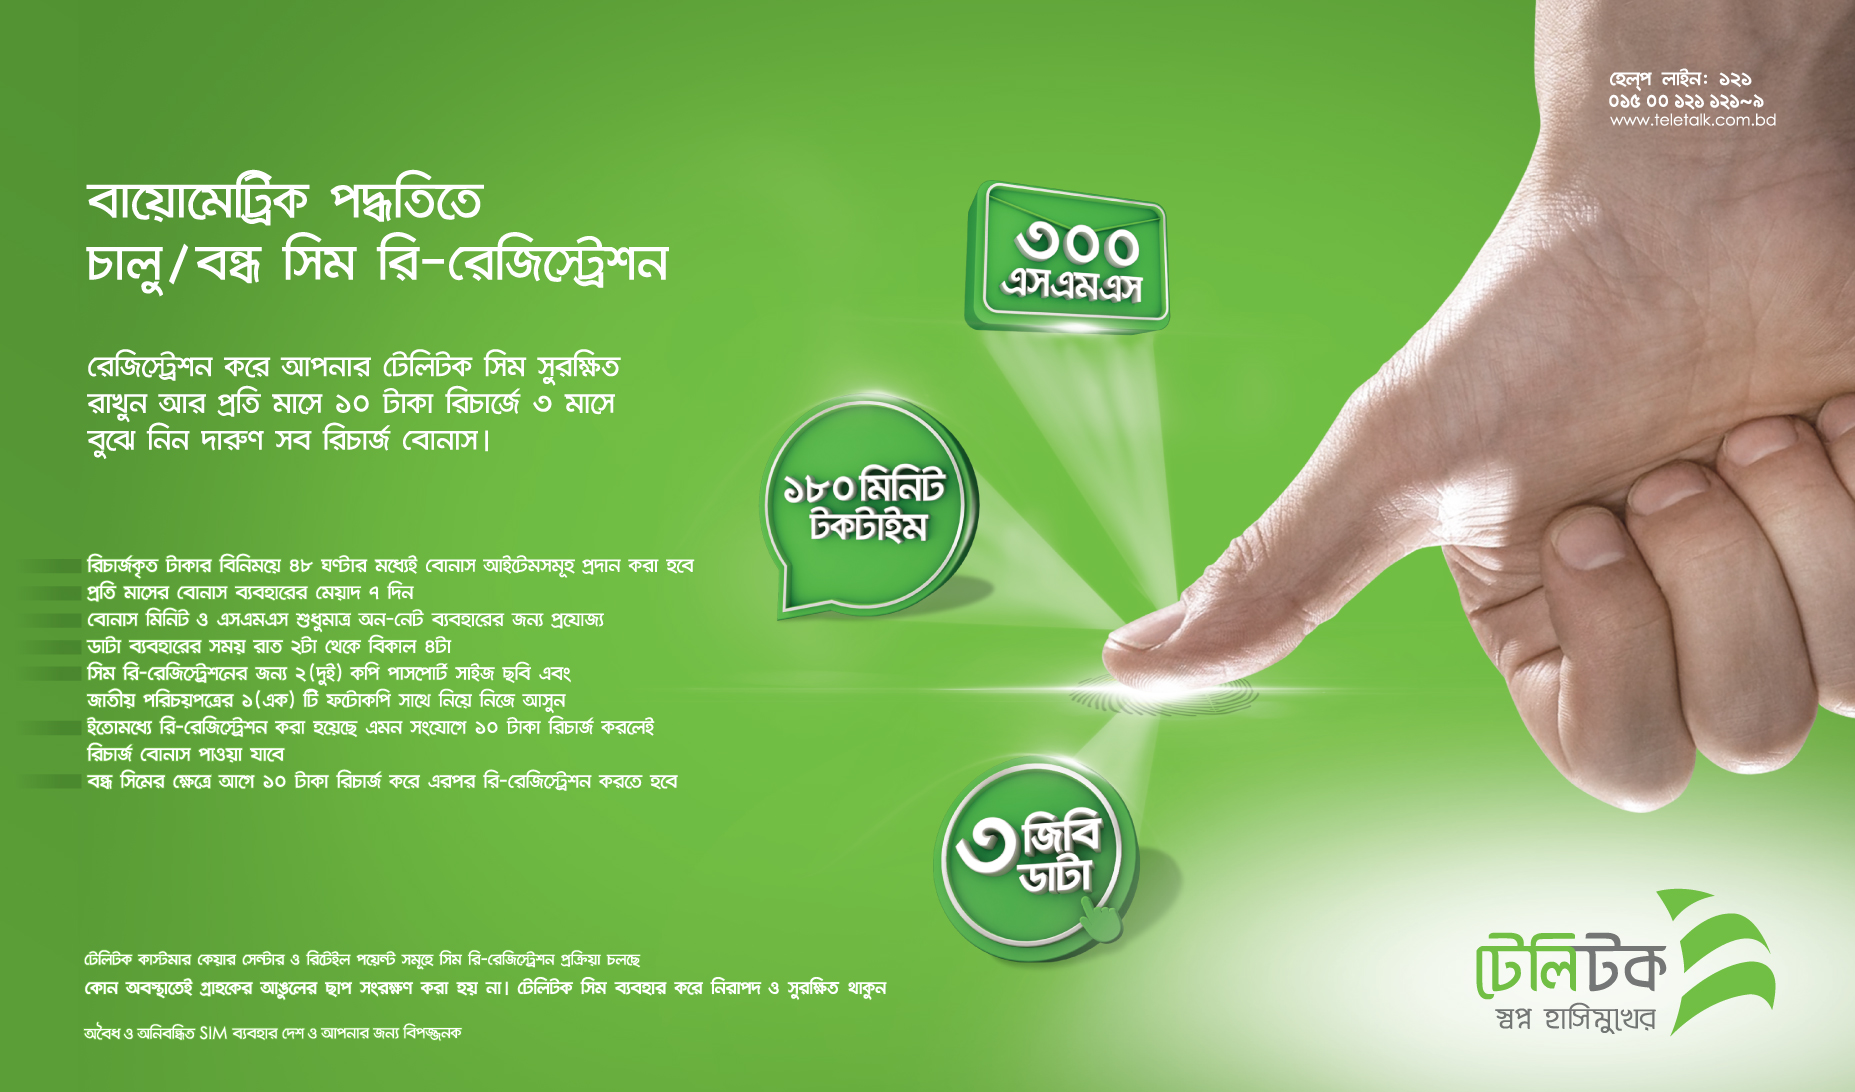 হেল্প লাইন: ১২১
০১৫ ০০ ১২১ ১২১~৯
www.teletalk.com.bd
বায়োমেট্রিক পদ্ধতিতে
চালু/বন্ধ সিম রি-রেজিস্ট্রেশন
রেজিস্ট্রেশন করে আপনার টেলিটক সিম সুরক্ষিত
রাখুন আর প্রতি মাসে ১০ টাকা রিচার্জে ৩ মাসে
বুঝে নিন দারুণ সব রিচার্জ বোনাস।
৩০০
এসএমএস
১৮০ মিনিট
টকটাইম
৩ জিবি
ডাটা
রিচার্জকৃত টাকার বিনিময়ে ৪৮ ঘণ্টার মধ্যেই বোনাস আইটেমসমূহ প্রদান করা হবে
প্রতি মাসের বোনাস ব্যবহারের মেয়াদ ৭ দিন
বোনাস মিনিট ও এসএমএস শুধুমাত্র অন-নেট ব্যবহারের জন্য প্রযোজ্য
ডাটা ব্যবহারের সময় রাত ২টা থেকে বিকাল ৪টা
সিম রি-রেজিস্ট্রেশনের জন্য ২(দুই) কপি পাসপোর্ট সাইজ ছবি এবং
জাতীয় পরিচয়পত্রের ১(এক) টি ফটোকপি সাথে নিয়ে নিজে আসুন
ইতোমধ্যে রি-রেজিস্ট্রেশন করা হয়েছে এমন সংযোগে ১০ টাকা রিচার্জ করলেই
রিচার্জ বোনাস পাওয়া যাবে
বন্ধ সিমের ক্ষেত্রে আগে ১০ টাকা রিচার্জ করে এরপর রি-রেজিস্ট্রেশন করতে হবে
টেলিটক কাস্টমার কেয়ার সেন্টার ও রিটেইল পয়েন্ট সমূহে সিম রি-রেজিস্ট্রেশন প্রক্রিয়া চলছে
কোন অবস্থাতেই গ্রাহকের আঙুলের ছাপ সংরক্ষণ করা হয় না। টেলিটক সিম ব্যবহার করে নিরাপদ ও সুরক্ষিত থাকুন
অবৈধ ও অনিবন্ধিত SIM ব্যবহার দেশ ও আপনার জন্য বিপজ্জনক
টেলিটক
স্বপ্ন হাসিমুখের